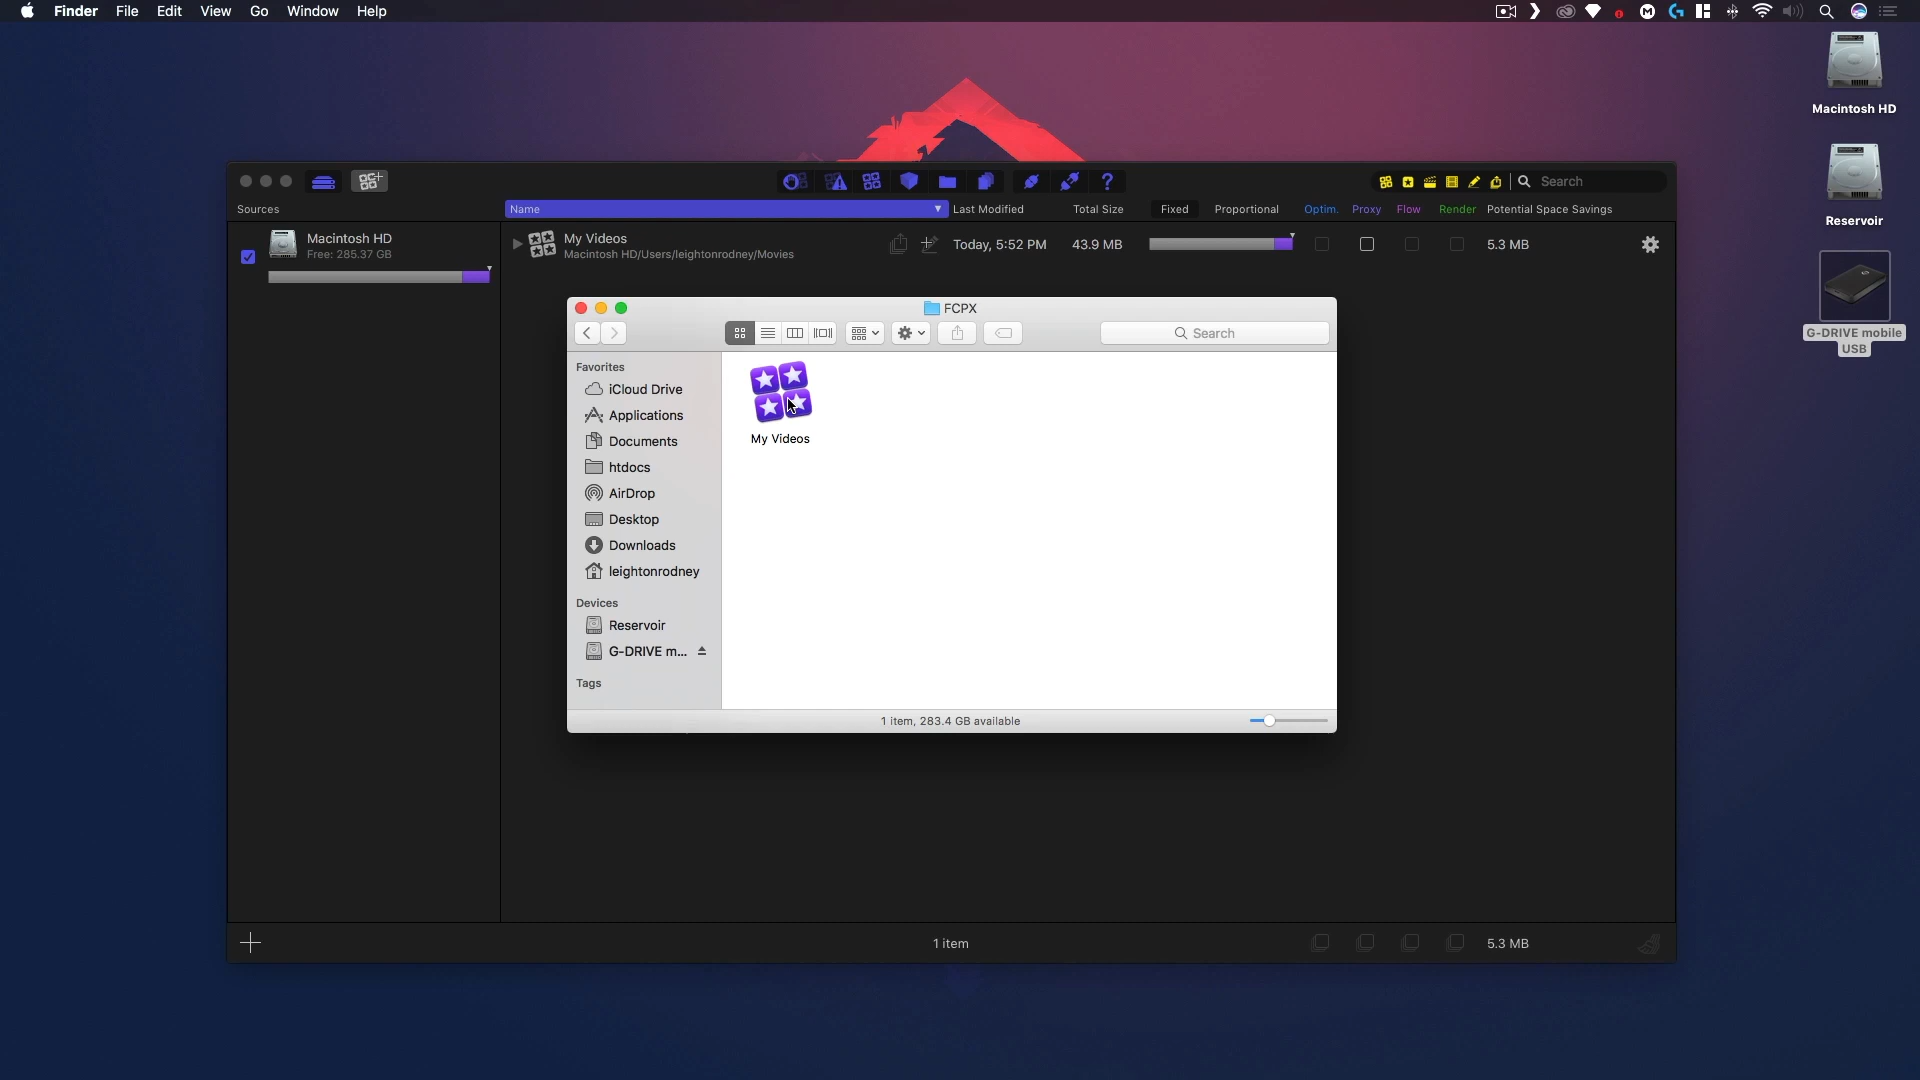 Finder File Edit View Go Window Help
Macintosh HD
Reservoir
G-DRIVE mobile
USB
Search
Sources
Name
Last Modified
Total Size
Fixed
Proportional
Optim.
Proxy
Flow
Render
Potential Space Savings
Macintosh HD
Free: 285.37 GB
My Videos
Macintosh HD/Users/leightonrodney/Movies
Today, 5:52 PM
43.9 MB
5.3 MB
FCPX
Search
Favorites
iCloud Drive
Applications
Documents
htdocs
AirDrop
Desktop
Downloads
leightonrodney
Devices
Reservoir
G-DRIVE m...
Tags
My Videos
1 item, 283.4 GB available
1 item
5.3 MB